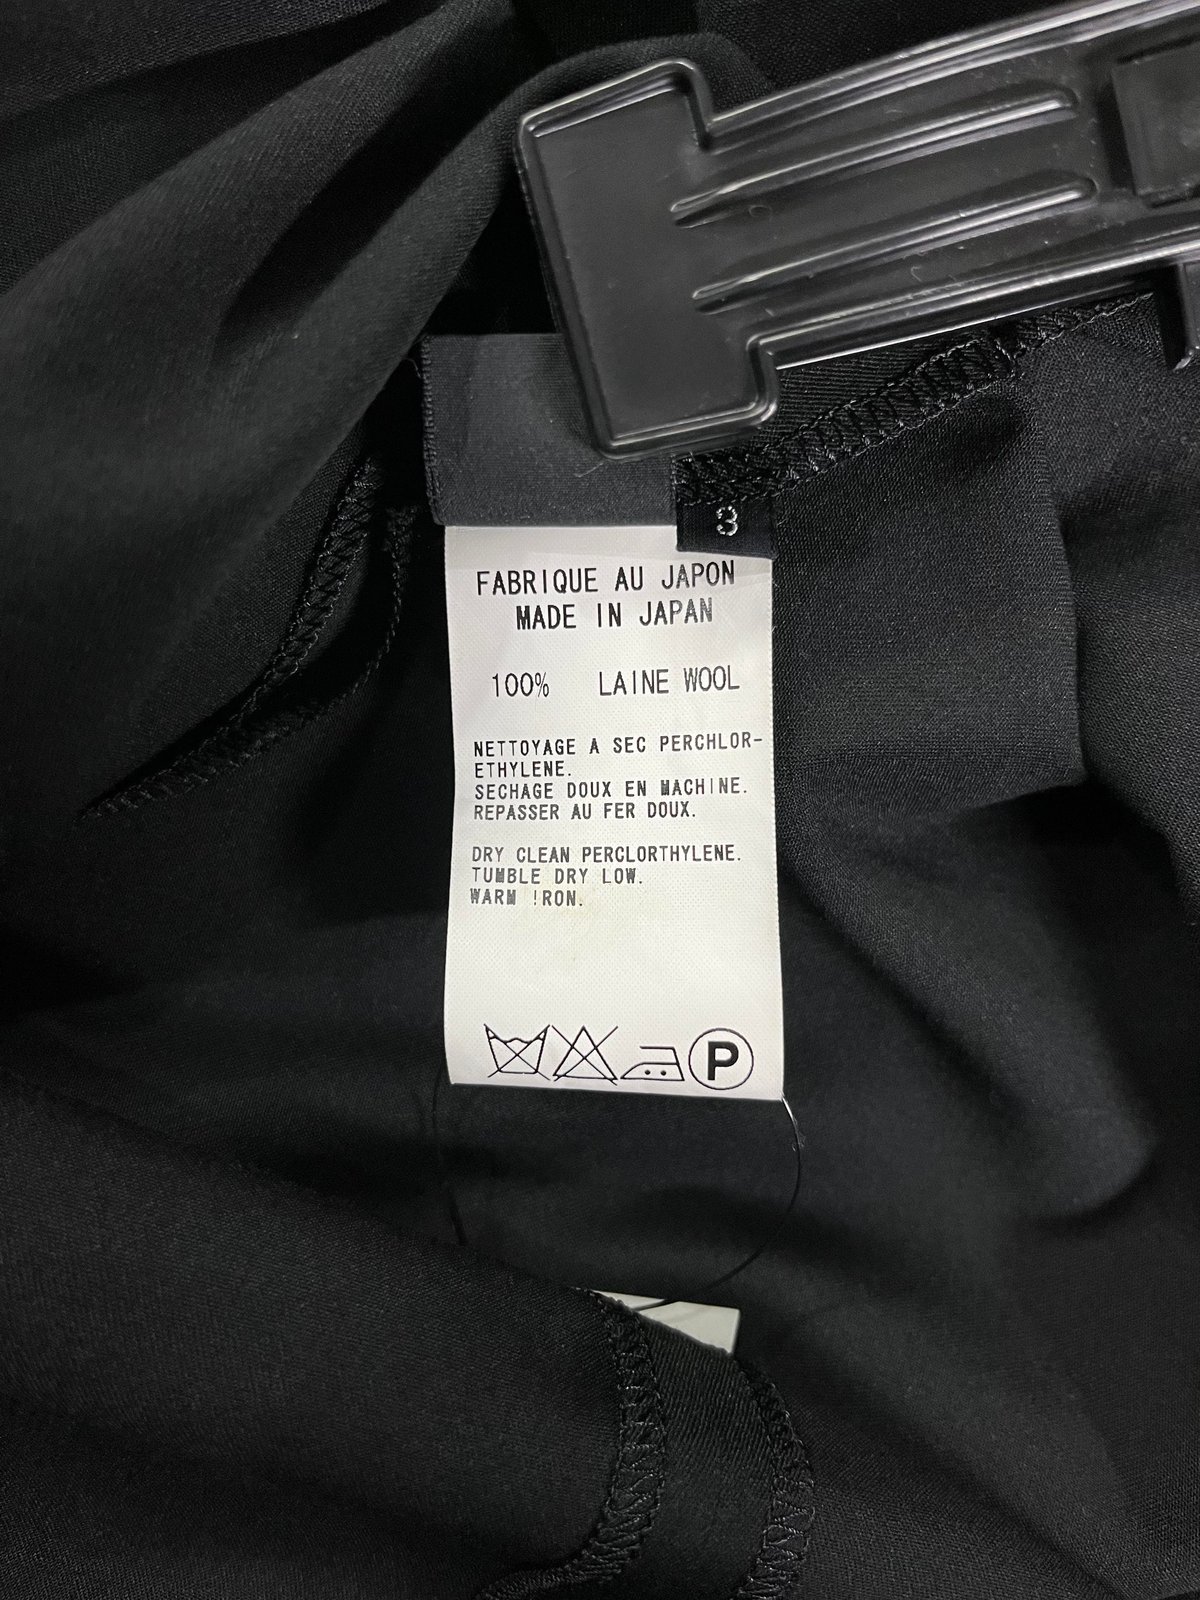 3
FABRIQUE AU JAPON
MADE IN JAPAN
100% LAINE WOOL
NETTOYAGE A SEC PERCHLOR-
ETHYLENE.
SECHAGE DOUX EN MACHINE.
REPASSER AU FER DOUX.
DRY CLEAN PERCLORTHYLENE.
TUMBLE DRY LOW.
WARM IRON.
P